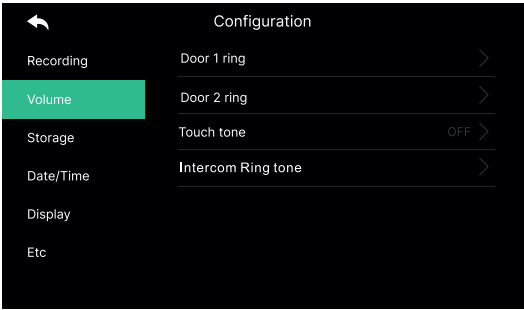 Configuration
Recording
Volume
Storage
Date/Time
Display
Etc
Door 1 ring
Door 2 ring
Touch tone OFF
Intercom Ring tone